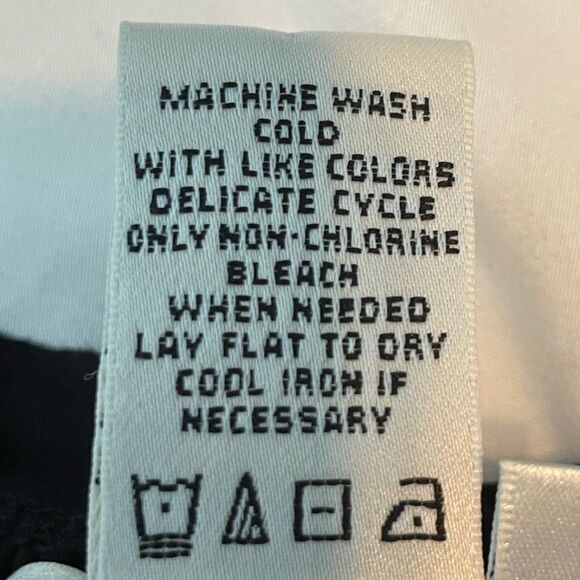 MACHINE WASH
COLD
WITH LIKE COLORS
DELICATE CYCLE
ONLY NON-CHLORINE
BLEACH
WHEN NEEDED
LAY FLAT TO DRY
COOL IRON IF
NECESSARY